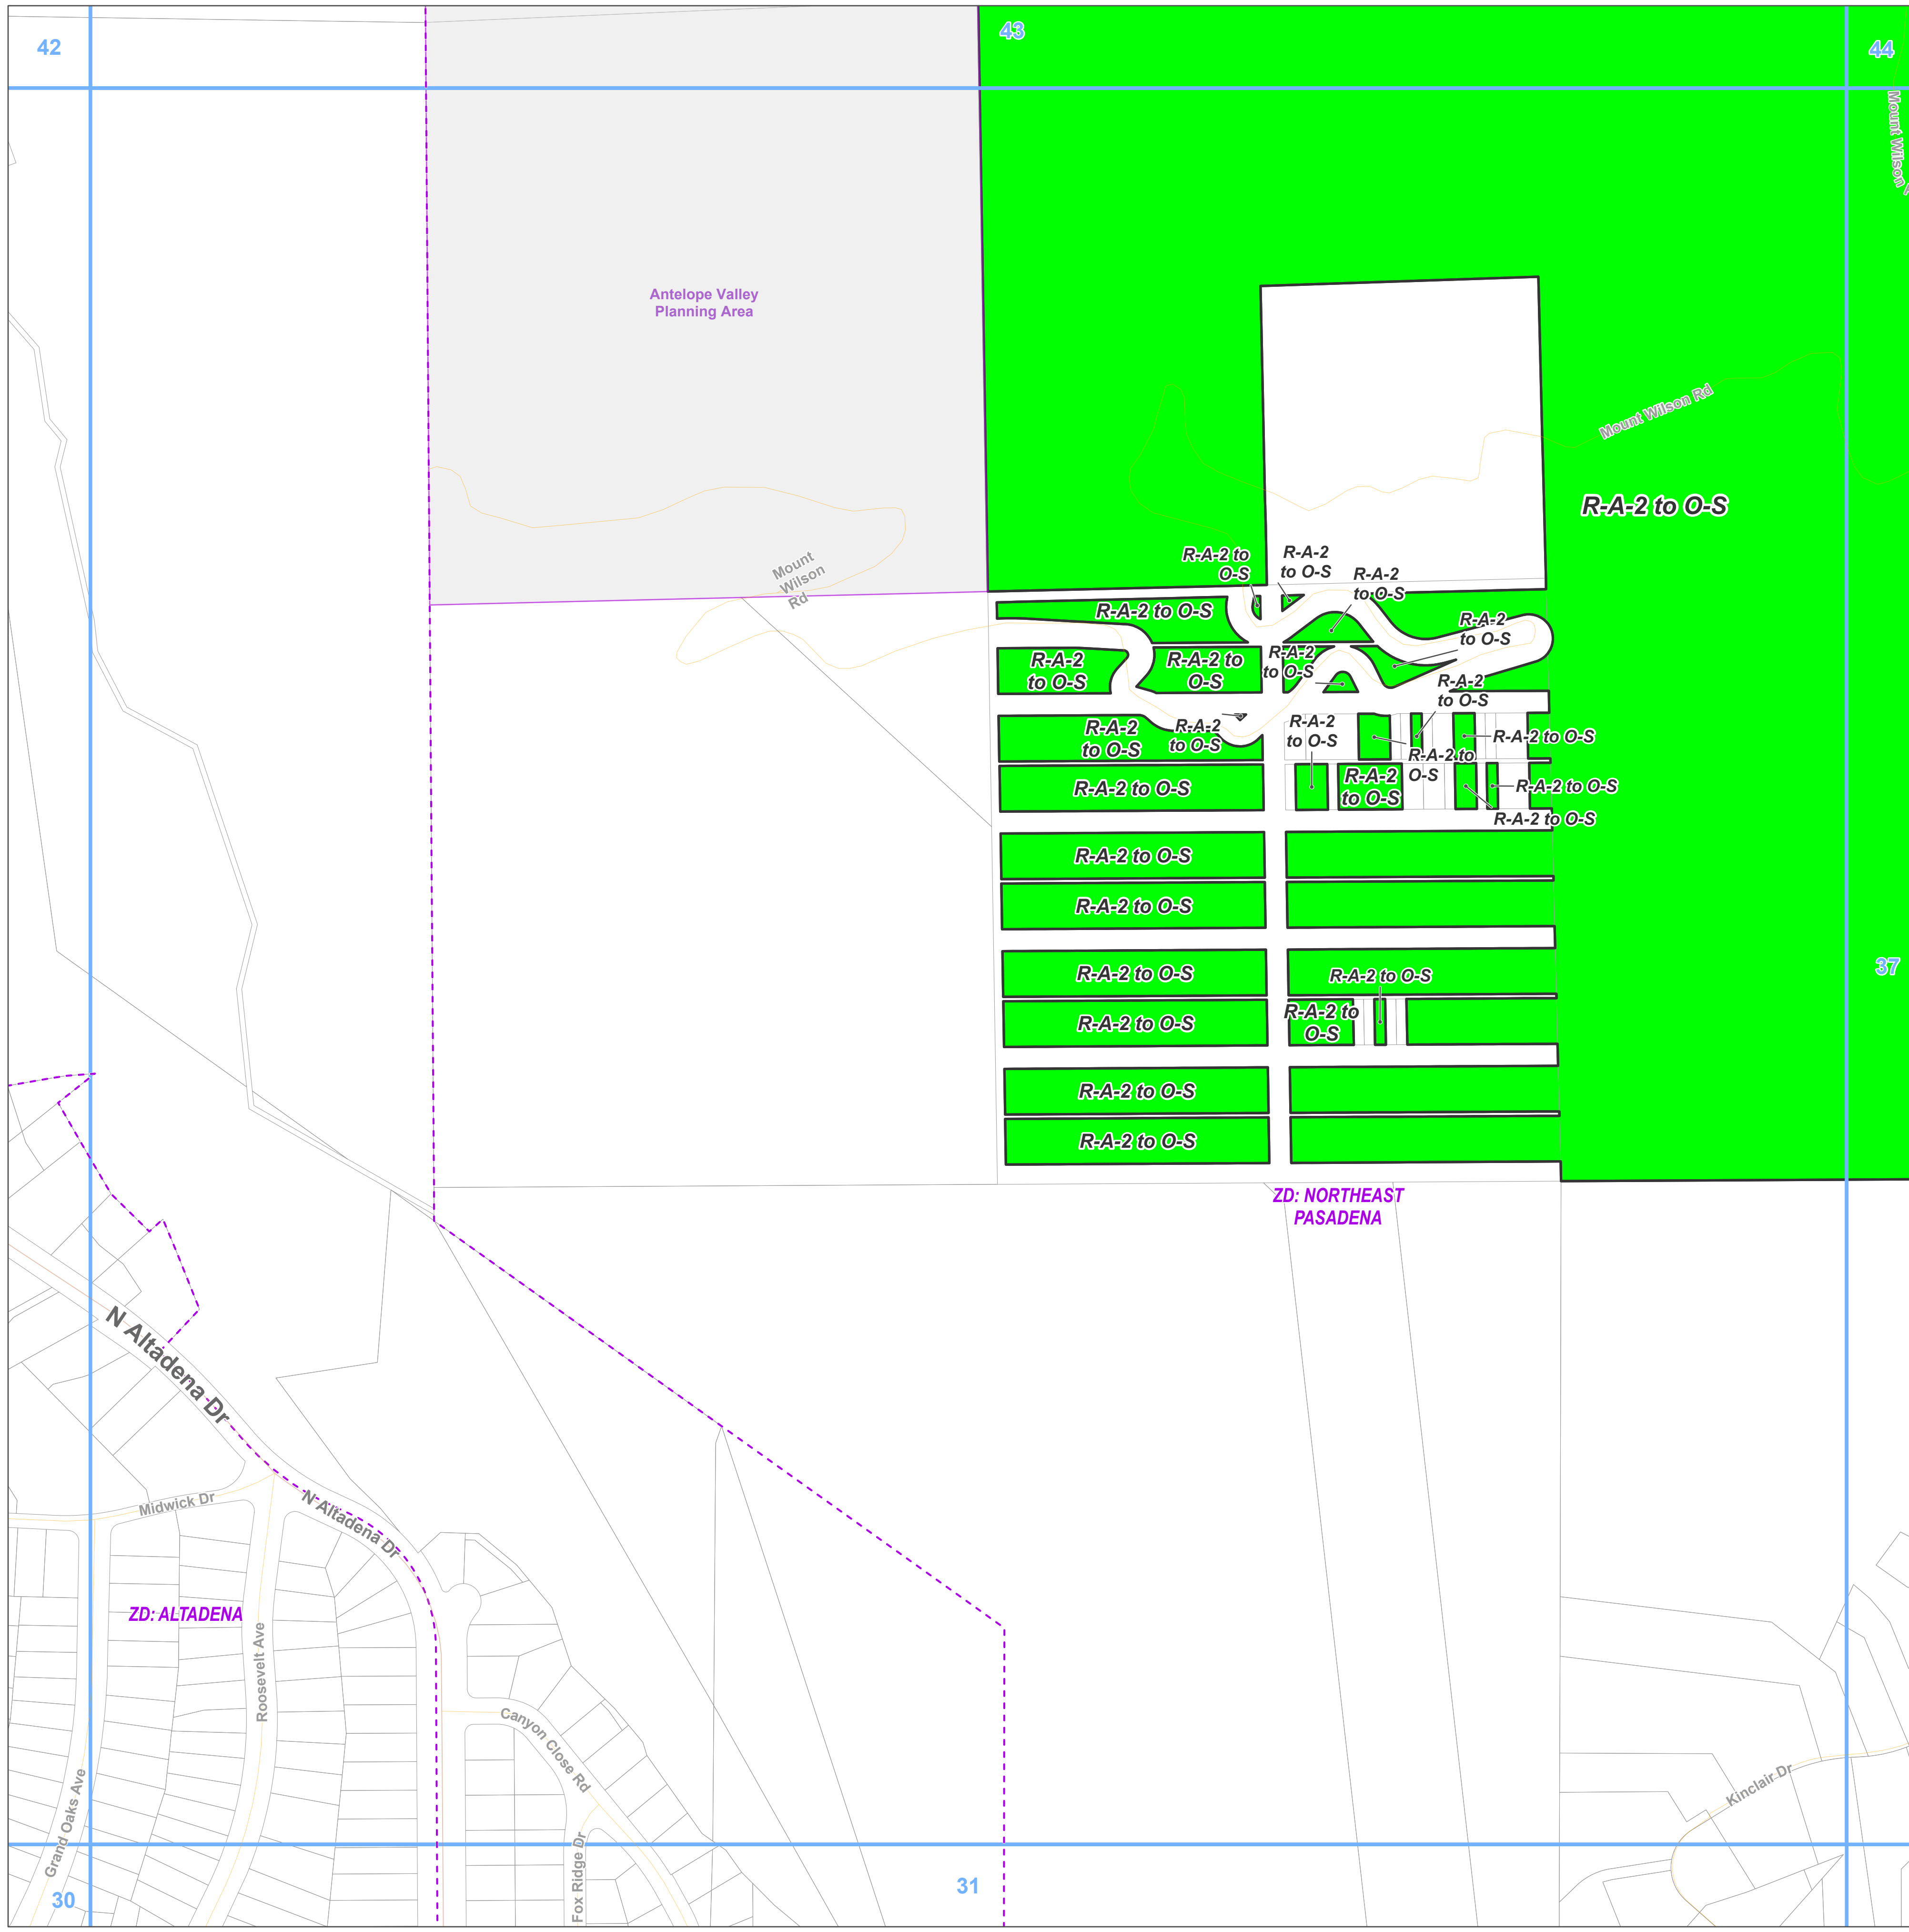 42
43
44
Mount Wilson
Antelope Valley
Planning Area
Mount Wilson Rd
R-A-2 to O-S
Mount
Wilson
Rd
R-A-2 to
O-S
R-A-2
to O-S
R-A-2
to O-S
R-A-2 to O-S
R-A-2
to O-S
R-A-2
to O-S
R-A-2 to
O-S
R-A-2
to O-S
R-A-2
to O-S
R-A-2
to O-S
R-A-2
to O-S
R-A-2
to O-S
R-A-2 to
O-S
R-A-2 to O-S
R-A-2 to O-S
R-A-2
to O-S
R-A-2 to O-S
R-A-2 to O-S
R-A-2 to O-S
R-A-2 to O-S
R-A-2 to O-S
R-A-2 to O-S
37
R-A-2 to O-S
R-A-2 to
O-S
R-A-2 to O-S
R-A-2 to O-S
ZD: NORTHEAST
PASADENA
N Altadena Dr
Midwick Dr
N Altadena Dr
ZD: ALTADENA
Roosevelt Ave
Canyon Close Rd
Grand Oaks Ave
Fox Ridge Dr
Kinclair Dr
30
31